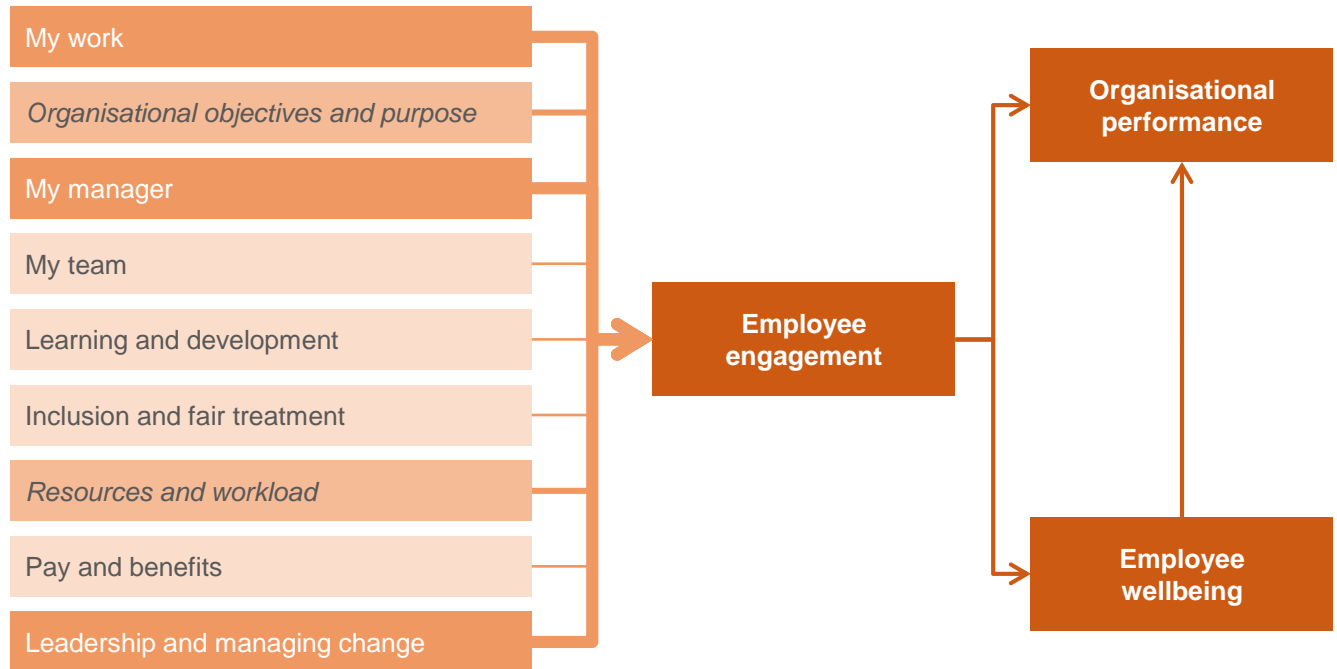 My work
Organisational objectives and purpose
My manager
My team
Learning and development
Inclusion and fair treatment
Resources and workload
Pay and benefits
Leadership and managing change
Employee
engagement
Organisational
performance
Employee
wellbeing